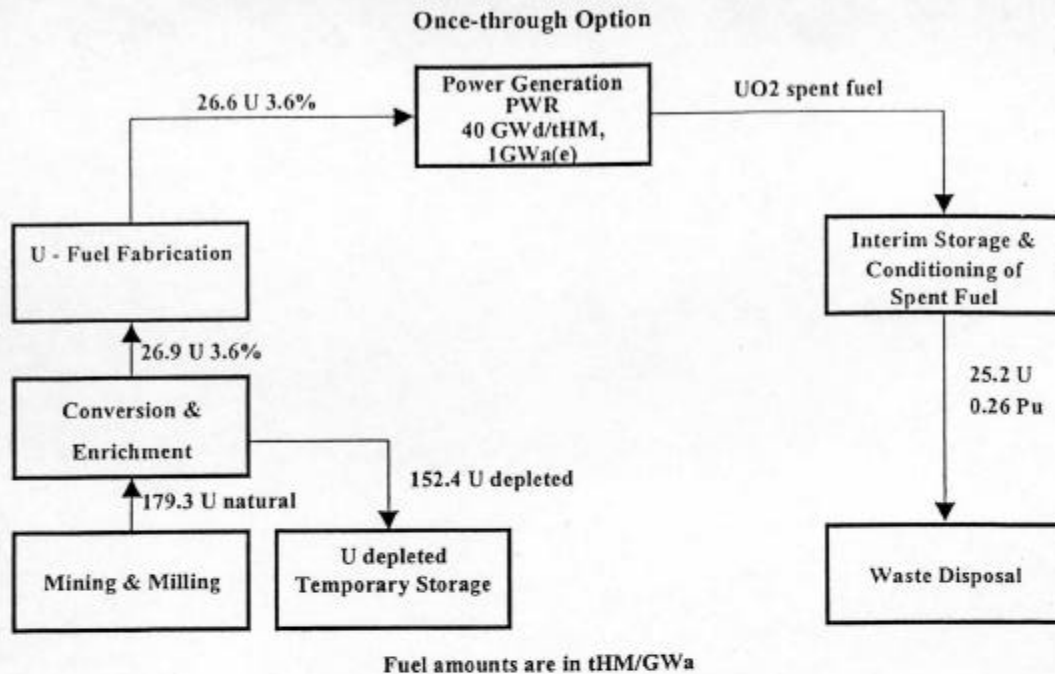 Once-through Option
Power Generation
PWR
40 GWd/tHM,
1GWa(e)
26.6 U 3.6%
UO2 spent fuel
U - Fuel Fabrication
Interim Storage &
Conditioning of
Spent Fuel
26.9 U 3.6%
25.2 U
0.26 Pu
Conversion &
Enrichment
152.4 U depleted
179.3 U natural
Mining & Milling
U depleted
Temporary Storage
Waste Disposal
Fuel amounts are in tHM/GWa